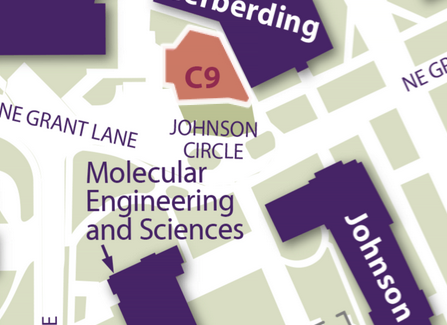 erberding
C9
NE GR
NE GRANT LANE
JOHNSON
CIRCLE
Molecular
Engineering
and Sciences
Johnson
E